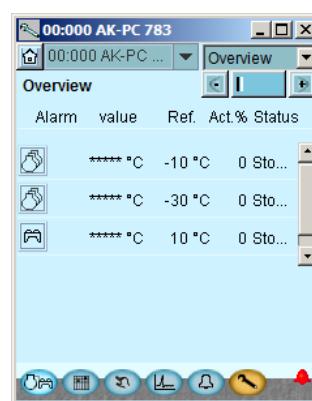 00:000 AK-PC 783
00:000 AK-PC ... Overview
Overview
Alarm value Ref. Act.% Status
***** °C -10 °C 0 Sto...
***** °C -30 °C 0 Sto...
***** °C 10 °C 0 Sto...